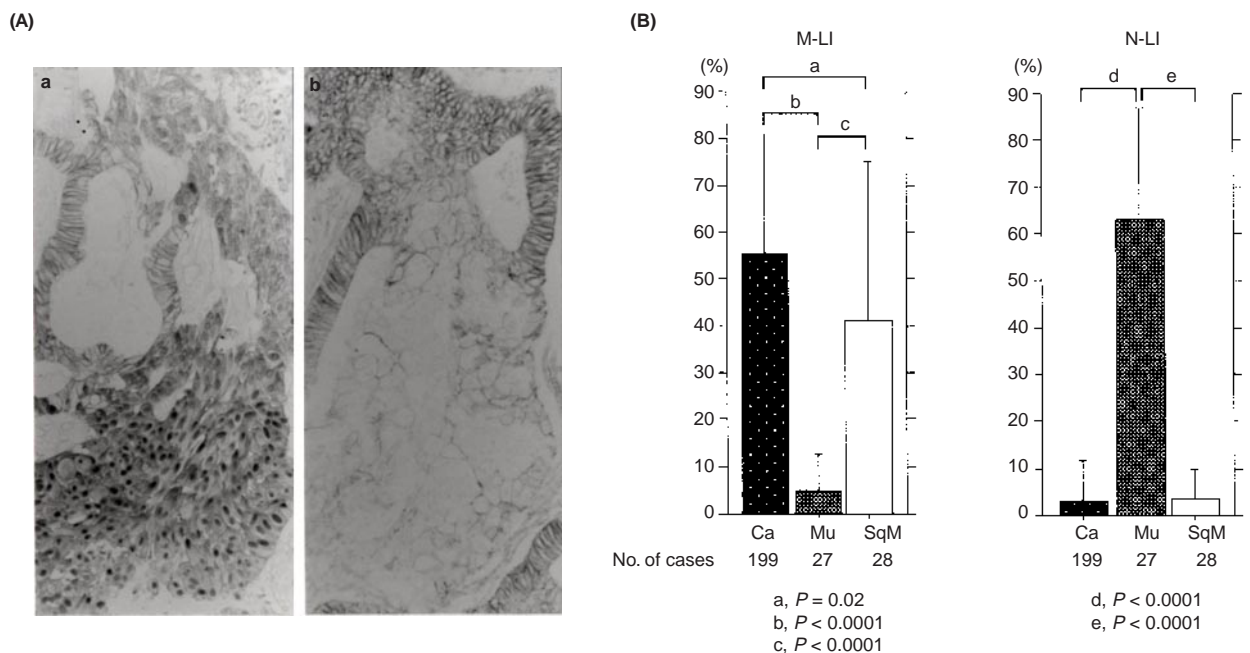 (A)
a
b
(B)
M-LI
(%)
a
b
c
90
80
70
60
50
40
30
20
10
0
Ca Mu SqM
No. of cases 199 27 28
a, P = 0.02
b, P < 0.0001
c, P < 0.0001
N-LI
(%)
d e
90
80
70
60
50
40
30
20
10
0
Ca Mu SqM
199 27 28
d, P < 0.0001
e, P < 0.0001